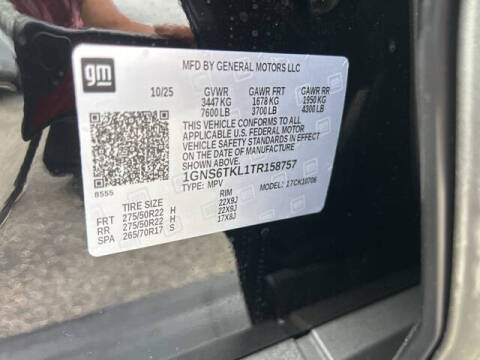 gm
MFD BY GENERAL MOTORS LLC
10/25 GVWR GAWR FRT GAWR RR
3447 KG 1678 KG 1950 KG
7600 LB 3700 LB 4300 LB
THIS VEHICLE CONFORMS TO ALL
APPLICABLE U.S. FEDERAL MOTOR
VEHICLE SAFETY STANDARDS IN EFFECT
ON THE DATE OF MANUFACTURE
SHOWN ABOVE.
1GNS6TKL1TR158757
8555 TYPE: MPV MODEL: 17CK10706
TIRE SIZE RIM
FRT 275/50R22 H 22X9J
RR 275/50R22 H 22X9J
SPA 265/70R17 S 17X8J